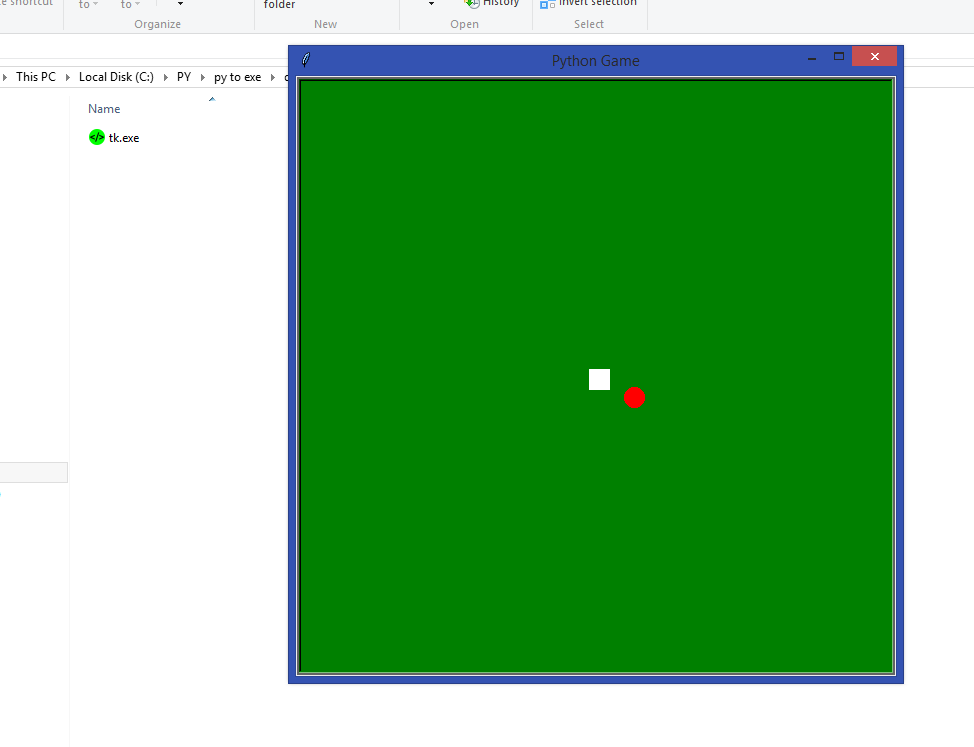 shortcut
to
to
folder
History
Invert selection
Organize
New
Open
Select
Python Game
This PC
Local Disk (C:)
PY
py to exe
Name
</> tk.exe